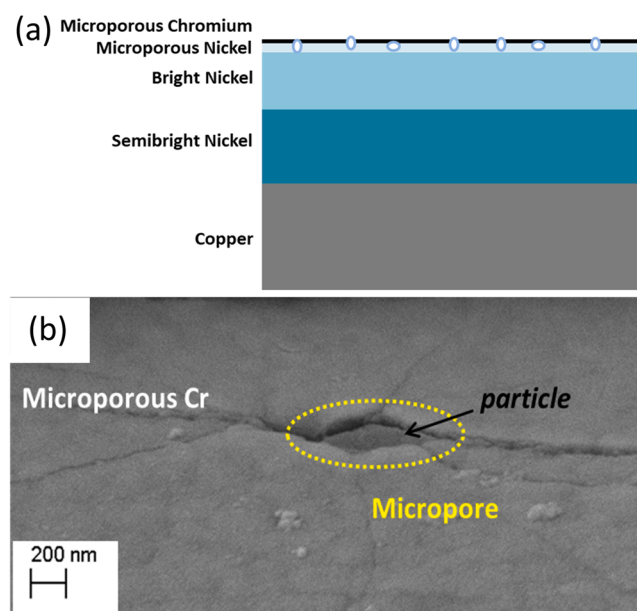 (a)
Microporous Chromium
Microporous Nickel
Bright Nickel
Semibright Nickel
Copper
(b)
Microporous Cr
particle
Micropore
200 nm